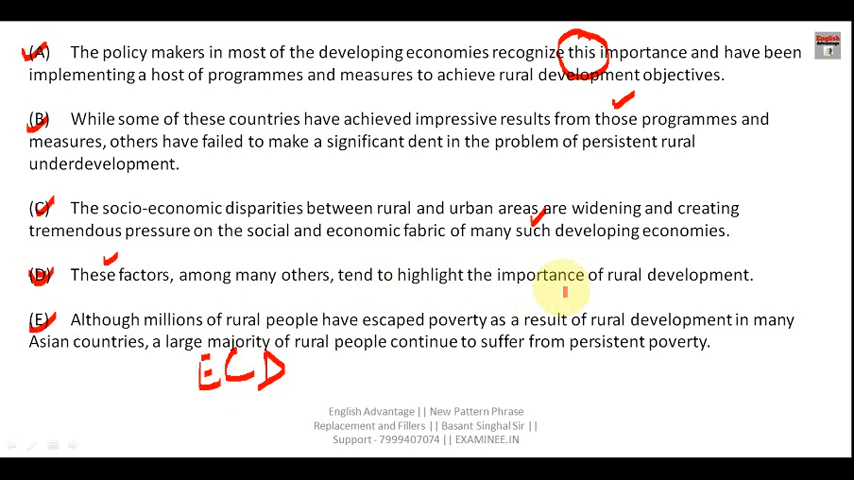 (A) The policy makers in most of the developing economies recognize this importance and have been
implementing a host of programmes and measures to achieve rural development objectives.
(B) While some of these countries have achieved impressive results from those programmes and
measures, others have failed to make a significant dent in the problem of persistent rural
underdevelopment.
(C) The socio-economic disparities between rural and urban areas are widening and creating
tremendous pressure on the social and economic fabric of many such developing economies.
(D) These factors, among many others, tend to highlight the importance of rural development.
(E) Although millions of rural people have escaped poverty as a result of rural development in many
Asian countries, a large majority of rural people continue to suffer from persistent poverty.
ECD
English Advantage || New Pattern Phrase
Replacement and Fillers || Basant Singhal Sir ||
Support - 7999407074 || EXAMINEE.IN
English
Advantage